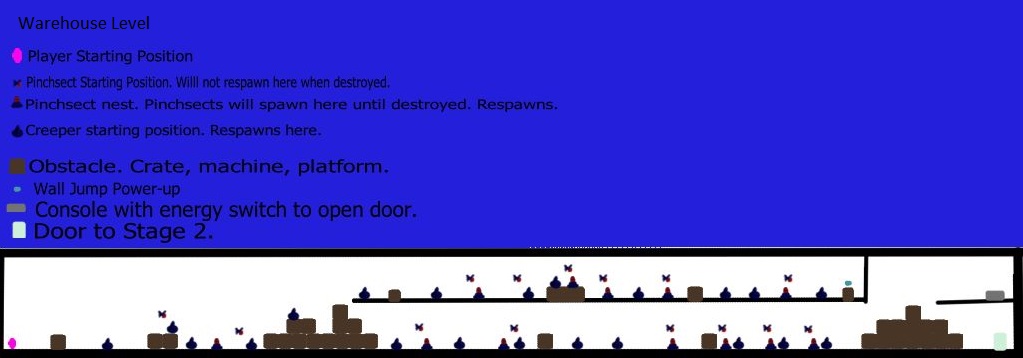 Warehouse Level
Player Starting Position
Pinchsect Starting Position. Willl not respawn here when destroyed.
Pinchsect nest. Pinchsects will spawn here until destroyed. Respawns.
Creeper starting position. Respawns here.
Obstacle. Crate, machine, platform.
Wall Jump Power-up
Console with energy switch to open door.
Door to Stage 2.